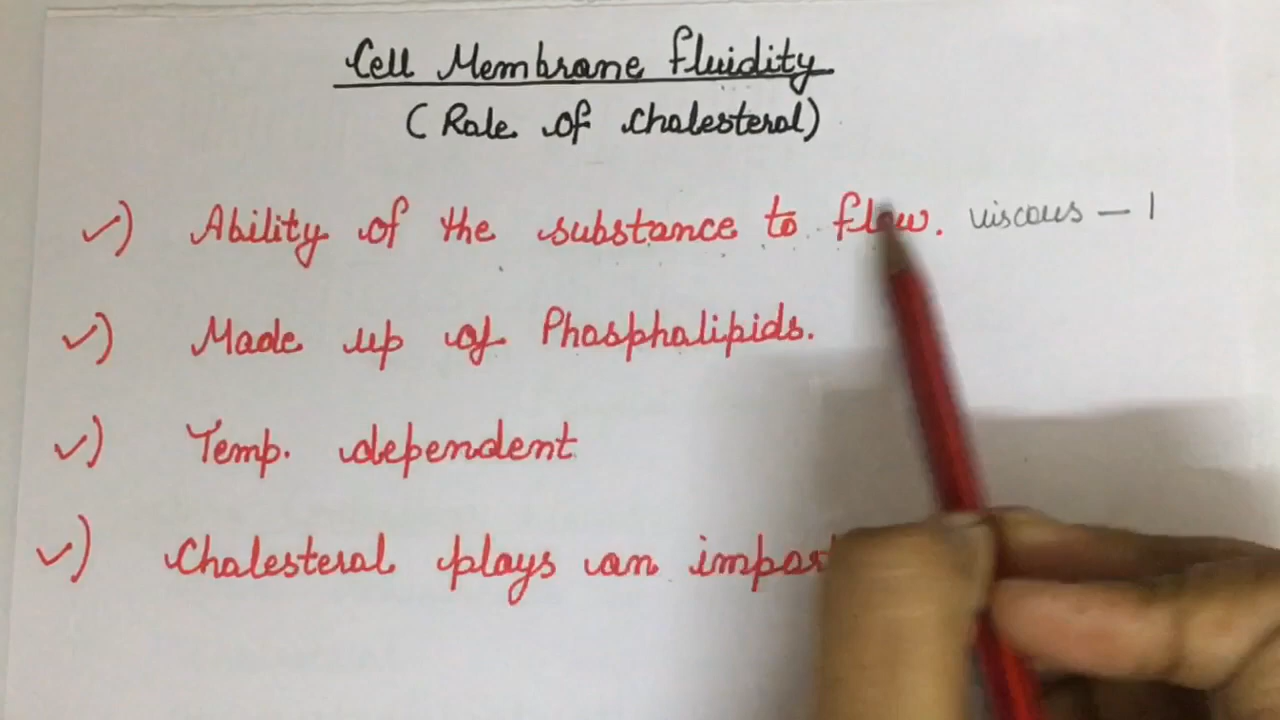 Cell Membrane fluidity
(Role of cholesterol)
✓) Ability of the substance to flow. viscous – 1
✓) Made up of Phospholipids.
✓) Temp. dependent
✓) Cholesterol plays an